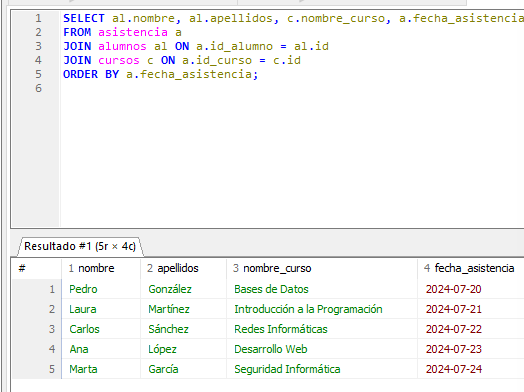 1 SELECT al.nombre, al.apellidos, c.nombre_curso, a.fecha_asistencia
2 FROM asistencia a
3 JOIN alumnos al ON a.id_alumno = al.id
4 JOIN cursos c ON a.id_curso = c.id
5 ORDER BY a.fecha_asistencia;
6
Resultado #1 (5r × 4c)
# 1 nombre 2 apellidos 3 nombre_curso 4 fecha_asistencia
1 Pedro González Bases de Datos 2024-07-20
2 Laura Martínez Introducción a la Programación 2024-07-21
3 Carlos Sánchez Redes Informáticas 2024-07-22
4 Ana López Desarrollo Web 2024-07-23
5 Marta García Seguridad Informática 2024-07-24